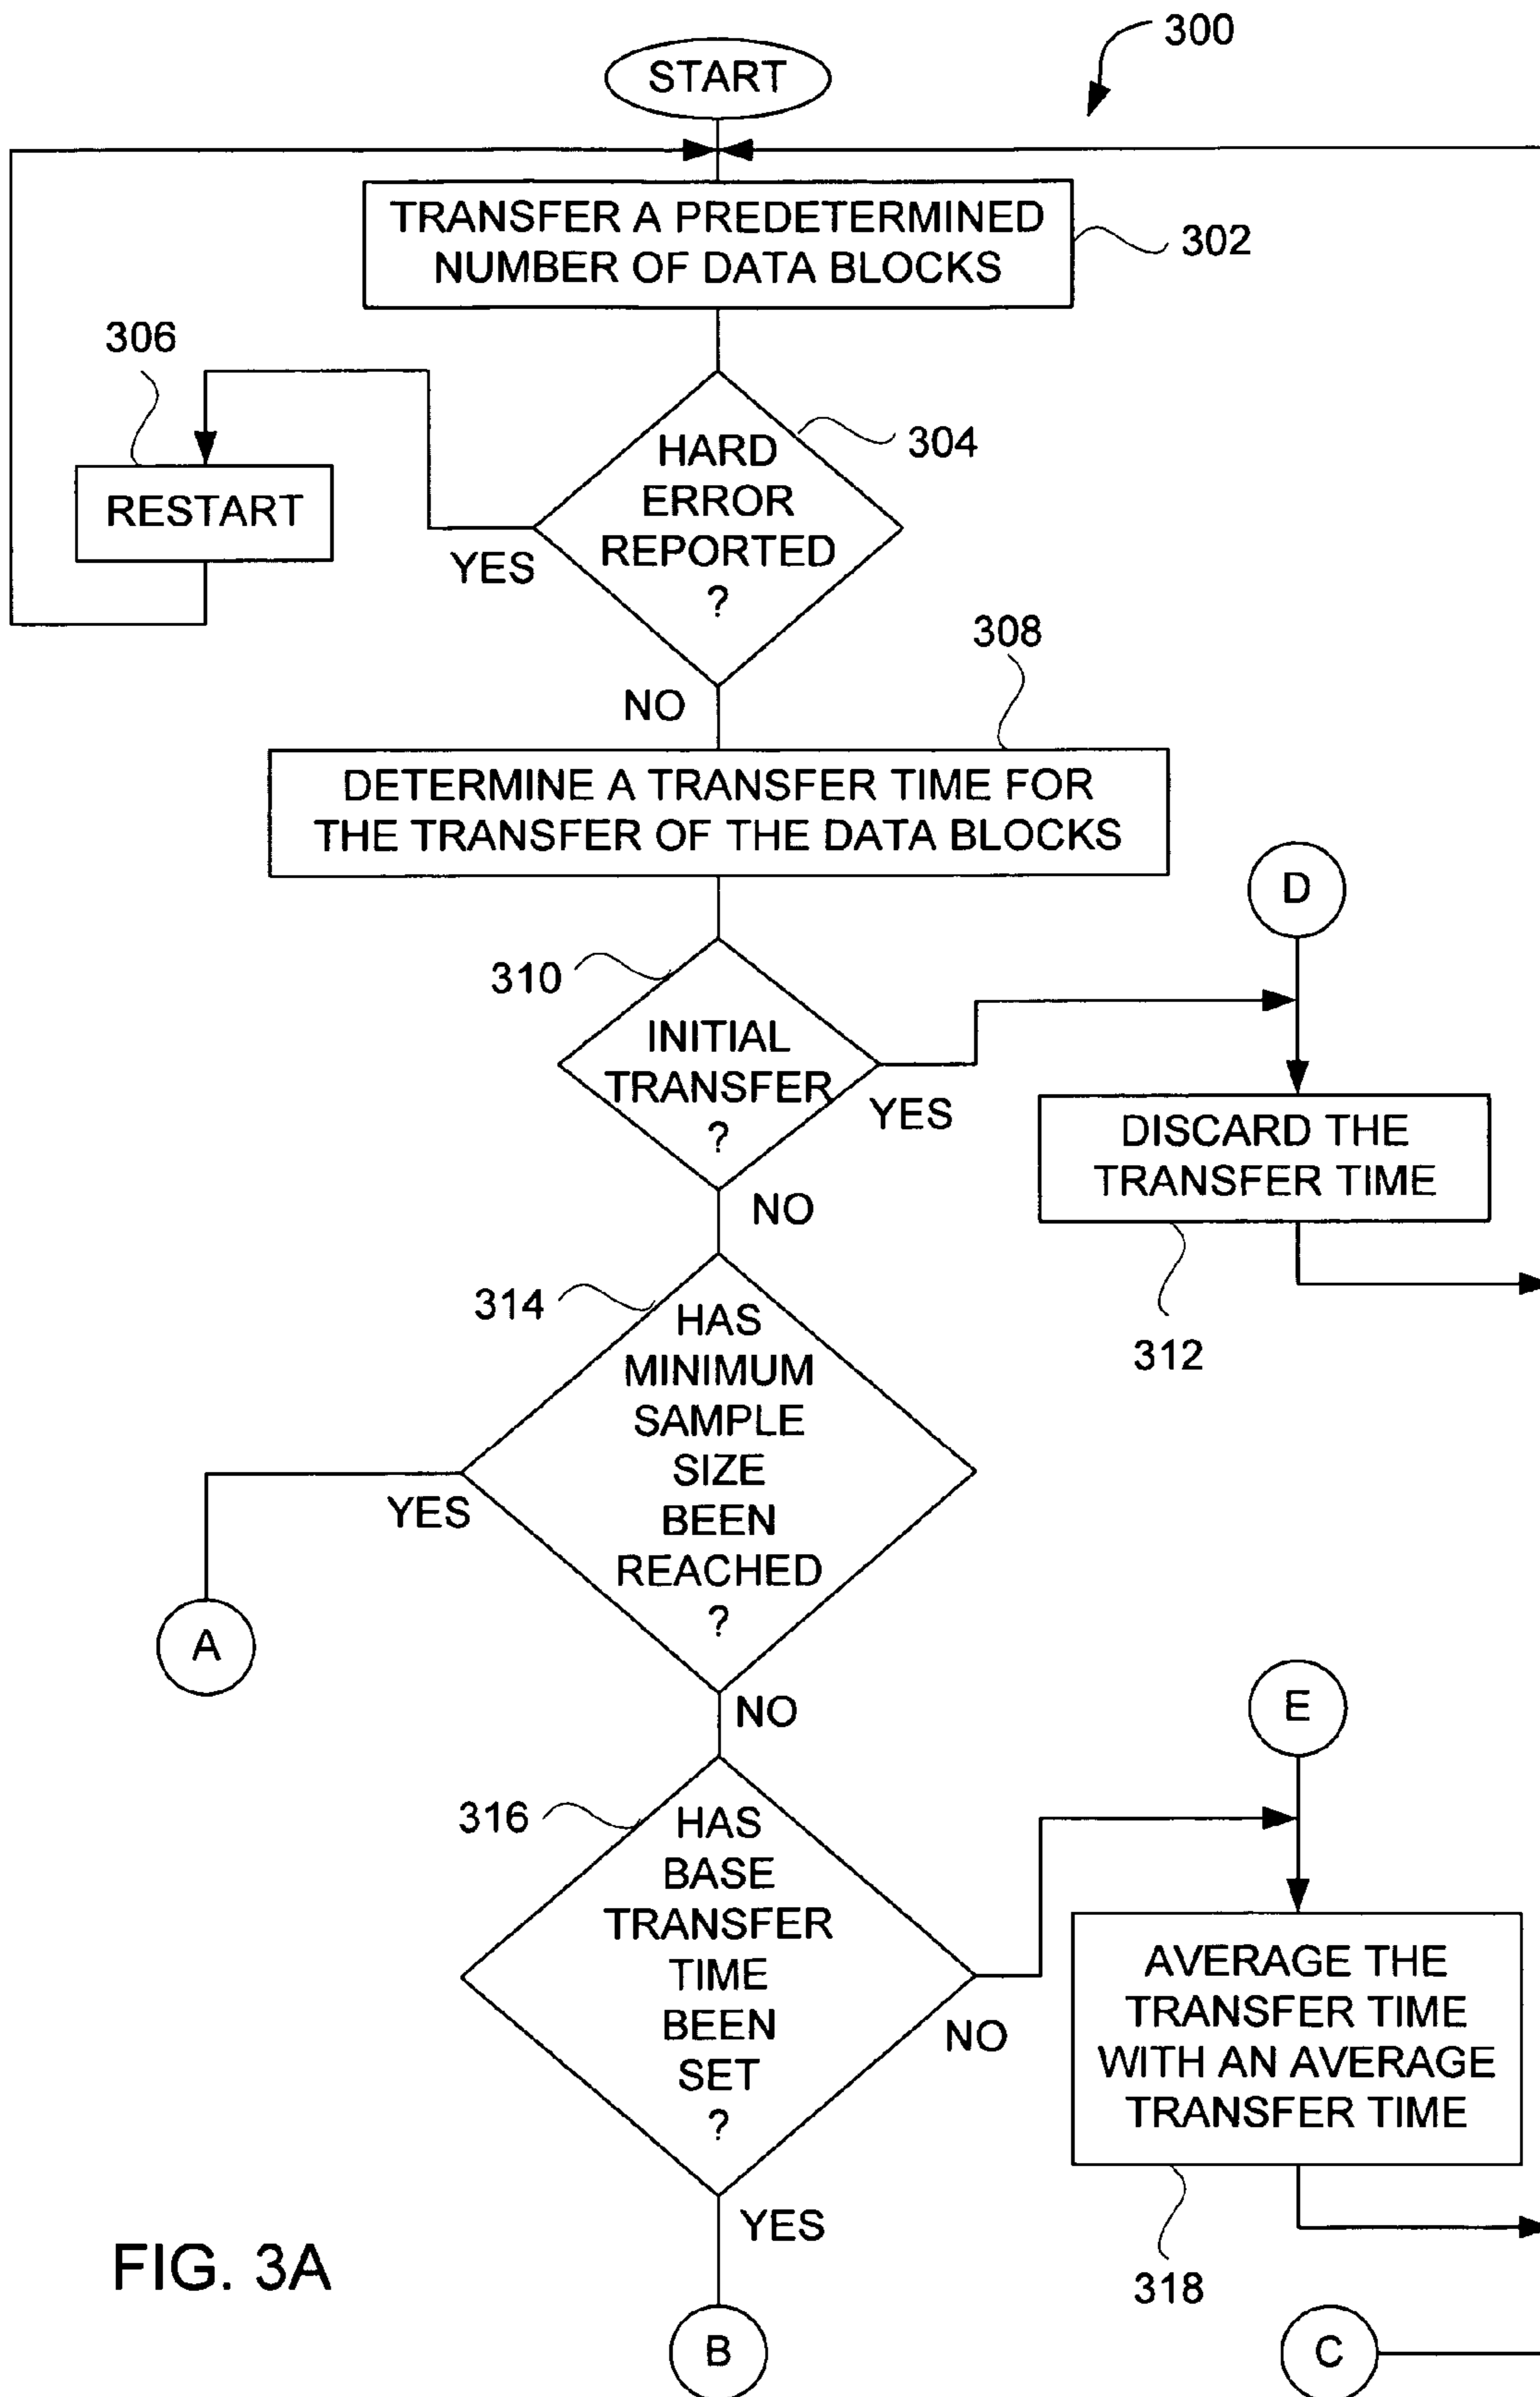 300
START
TRANSFER A PREDETERMINED
NUMBER OF DATA BLOCKS
302
306
RESTART
HARD
ERROR
REPORTED
?
304
YES
NO
308
DETERMINE A TRANSFER TIME FOR
THE TRANSFER OF THE DATA BLOCKS
D
310
INITIAL
TRANSFER
?
YES
NO
DISCARD THE
TRANSFER TIME
312
314
HAS
MINIMUM
SAMPLE
SIZE
BEEN
REACHED
?
YES
A
NO
E
316
HAS
BASE
TRANSFER
TIME
BEEN
SET
?
NO
AVERAGE THE
TRANSFER TIME
WITH AN AVERAGE
TRANSFER TIME
318
YES
FIG. 3A
B
C